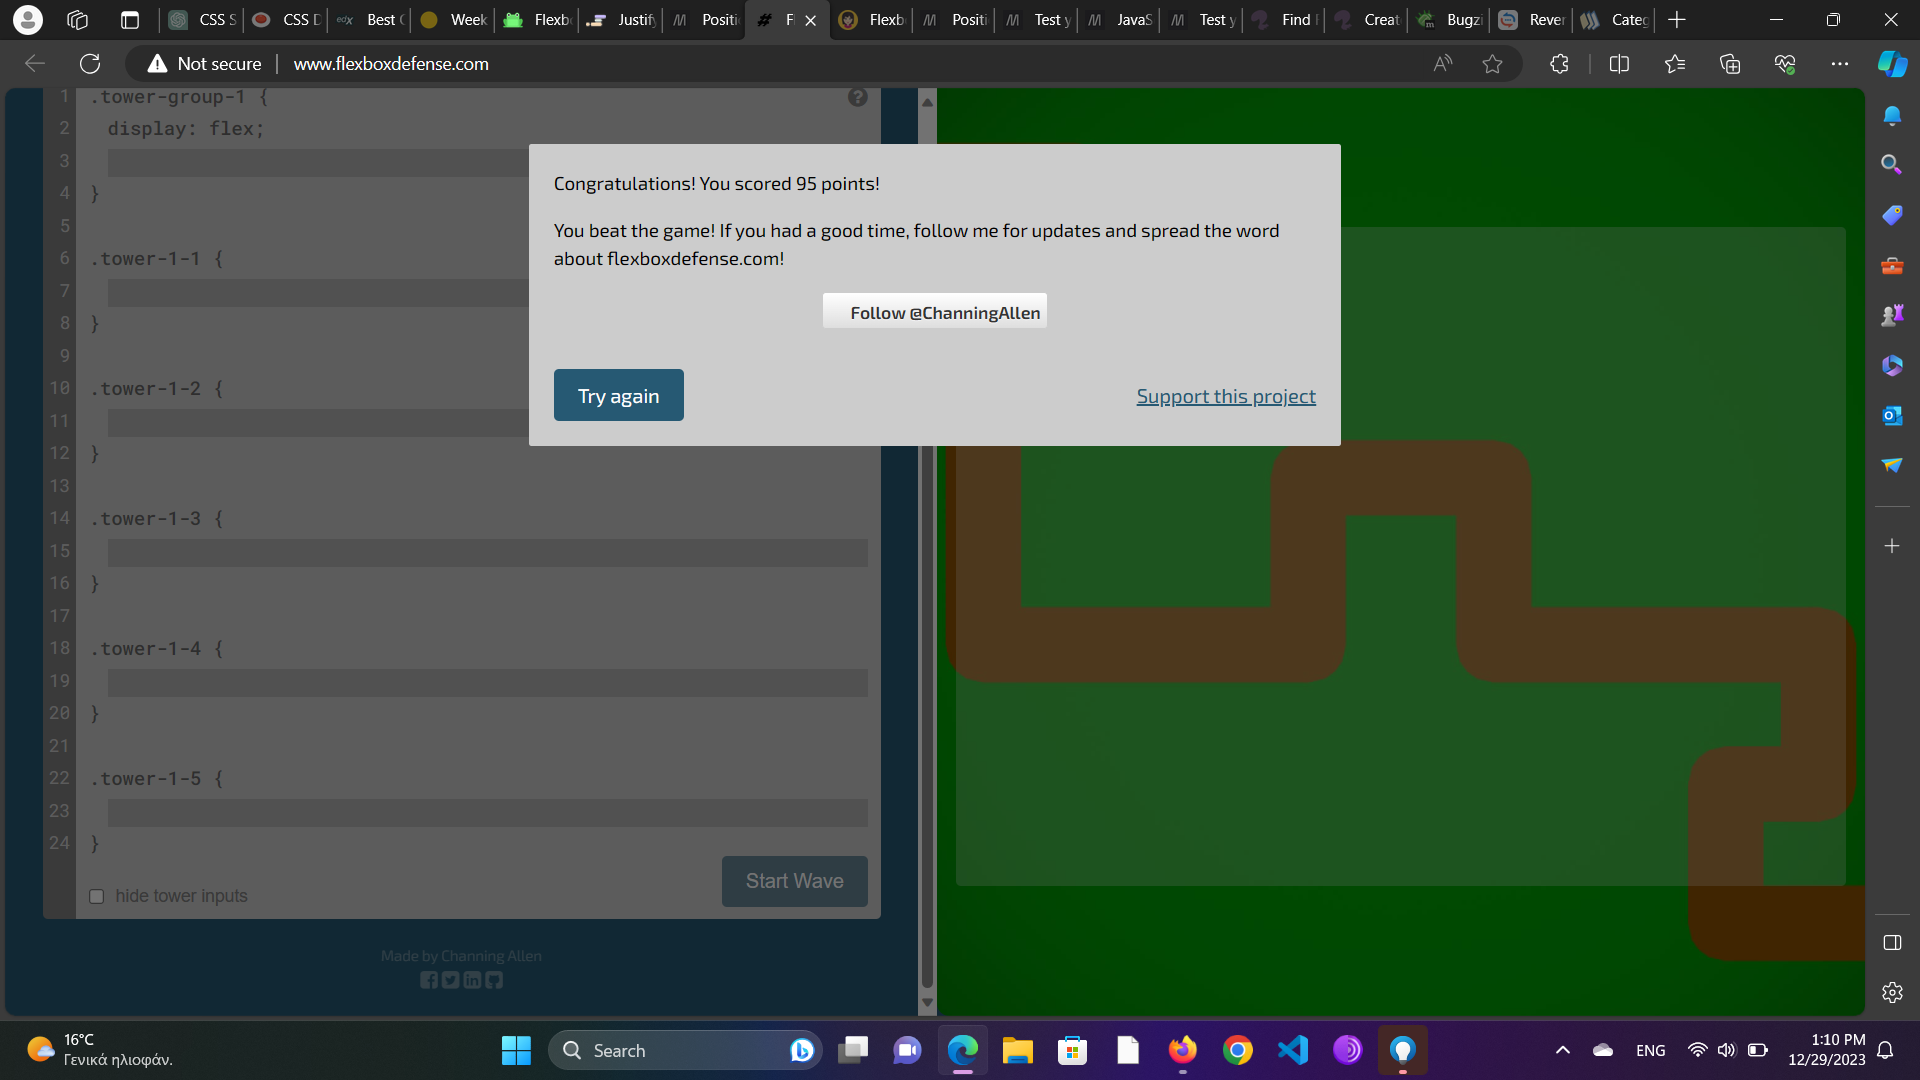 CSS S
CSS D
edX
Best C
Week
Flexbo
Justify
Positio
Fl
Flexb
Positi
Test y
JavaS
Test y
Find
Creat
Bugzi
Rever
Categ
Not secure
www.flexboxdefense.com
1 .tower-group-1 {
2 display: flex;
3
4 }
5
6 .tower-1-1 {
7
8 }
9
10 .tower-1-2 {
11
12 }
13
14 .tower-1-3 {
15
16 }
17
18 .tower-1-4 {
19
20 }
21
22 .tower-1-5 {
23
24 }
hide tower inputs
Start Wave
Made by Channing Allen
Congratulations! You scored 95 points!
You beat the game! If you had a good time, follow me for updates and spread the word
about flexboxdefense.com!
Follow @ChanningAllen
Try again
Support this project
16°C
Γενικά ηλιοφάν.
Search
ENG
1:10 PM
12/29/2023